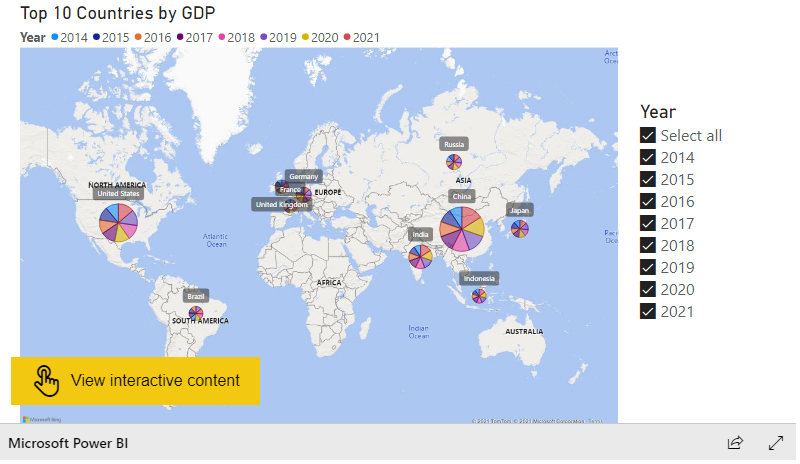 Top 10 Countries by GDP
Year 2014 2015 2016 2017 2018 2019 2020 2021
Arct
Ocea
Russia
NORTH AMERICA
United States
Germany
France
EUROPE
ASIA
United Kingdom
China
Japan
Atlantic
Ocean
India
Pac
Oce
AFRICA
Indonesia
Brazil
SOUTH AMERICA
Indian
Ocean
AUSTRALIA
View interactive content
Microsoft Bing
© 2021 TomTom © 2021 Microsoft Corporation Terms
Year
Select all
2014
2015
2016
2017
2018
2019
2020
2021
Microsoft Power BI